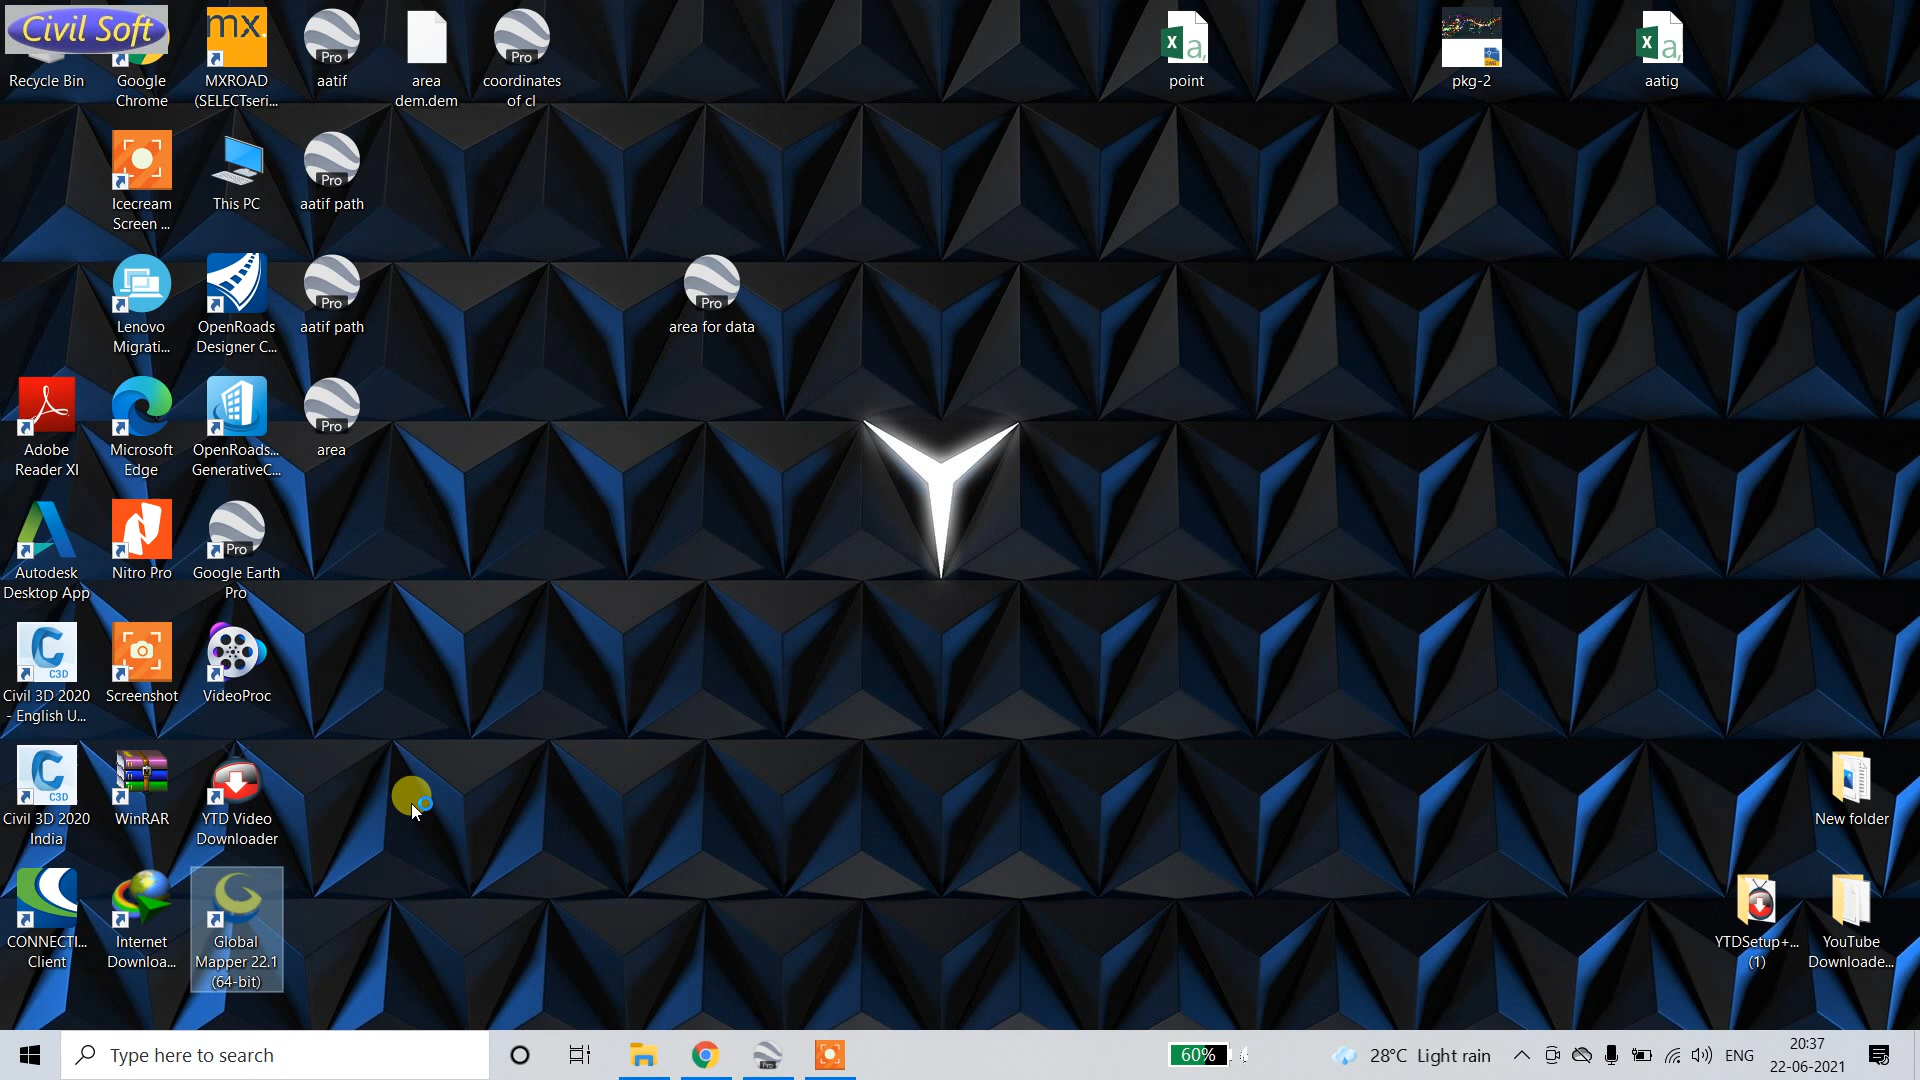 Civil Soft
Recycle Bin
Google
Chrome
mx.
MXROAD
(SELECTseri...
Pro
aatif
area
dem.dem
Pro
coordinates
of cl
X a,
point
DWG
pkg-2
X a,
aatig
Icecream
Screen ...
This PC
Pro
aatif path
Lenovo
Migrati...
OpenRoads
Designer C...
Pro
aatif path
Pro
area for data
Adobe
Reader XI
Microsoft
Edge
OpenRoads...
GenerativeC...
Pro
area
Autodesk
Desktop App
Nitro Pro
Pro
Google Earth
Pro
C3D
Civil 3D 2020
- English U...
Screenshot
VideoProc
C3D
Civil 3D 2020
India
WinRAR
YTD Video
Downloader
New folder
CONNECTI...
Client
Internet
Downloa...
Global
Mapper 22.1
(64-bit)
YTDSetup+...
(1)
YouTube
Downloade...
Type here to search
Pro
60%
28°C Light rain
ENG
20:37
22-06-2021